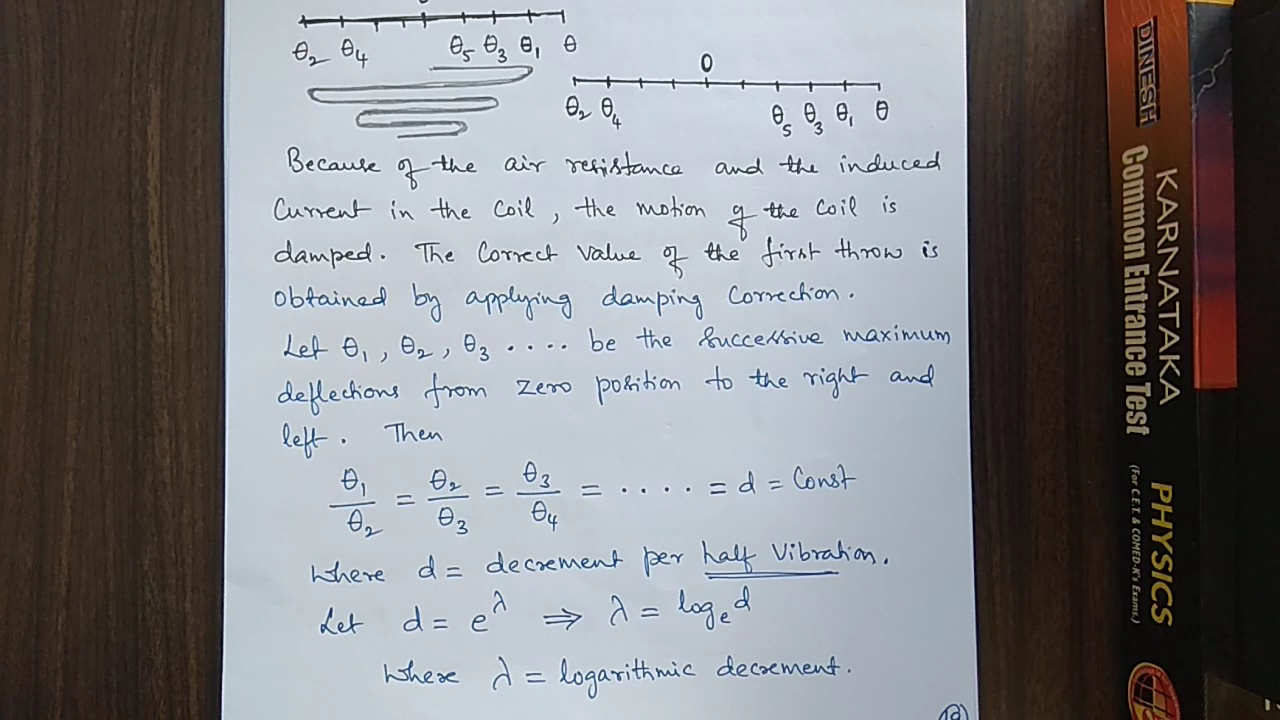 θ₂ θ₄ θ₅ θ₃ θ₁ θ
0
θ₂ θ₄ θ₅ θ₃ θ₁ θ
Because of the air resistance and the induced
Current in the Coil, the motion of the Coil is
damped. The Correct Value of the first throw is
obtained by applying damping Correction.
Let θ₁, θ₂, θ₃ .... be the Successive maximum
deflections from zero position to the right and
left. Then
θ₁/θ₂ = θ₂/θ₃ = θ₃/θ₄ = ..... = d = Const
Where d = decrement per half Vibration.
Let d = e^λ ⟹ λ = logₑd
Where λ = logarithmic decrement.
DINESH
KARNATAKA
Common Entrance Test
(For C.E.T. & COMED-K's Exams.)
PHYSICS